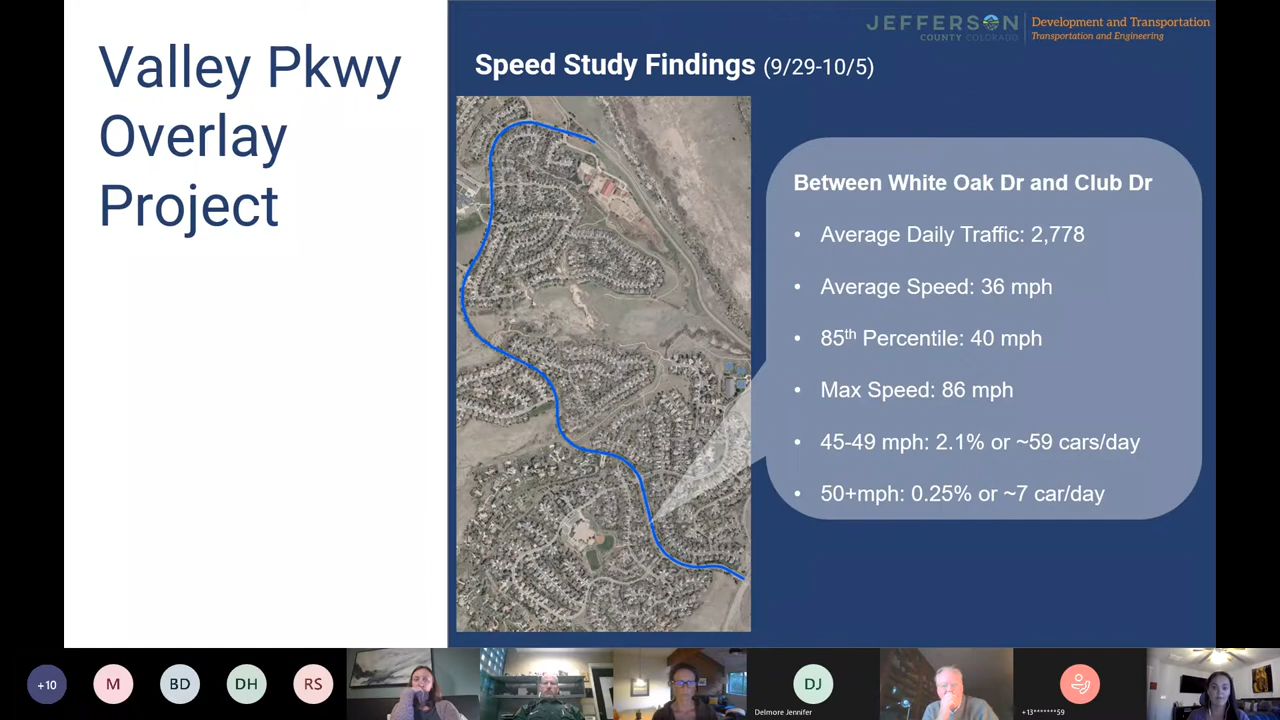 JEFFERSON
COUNTY COLORADO
Development and Transportation
Transportation and Engineering
Valley Pkwy
Overlay
Project
Speed Study Findings (9/29-10/5)
Between White Oak Dr and Club Dr
• Average Daily Traffic: 2,778
• Average Speed: 36 mph
• 85th Percentile: 40 mph
• Max Speed: 86 mph
• 45-49 mph: 2.1% or ~59 cars/day
• 50+mph: 0.25% or ~7 car/day
+10
M
BD
DH
RS
DJ
Delmore Jennifer
+13*******59